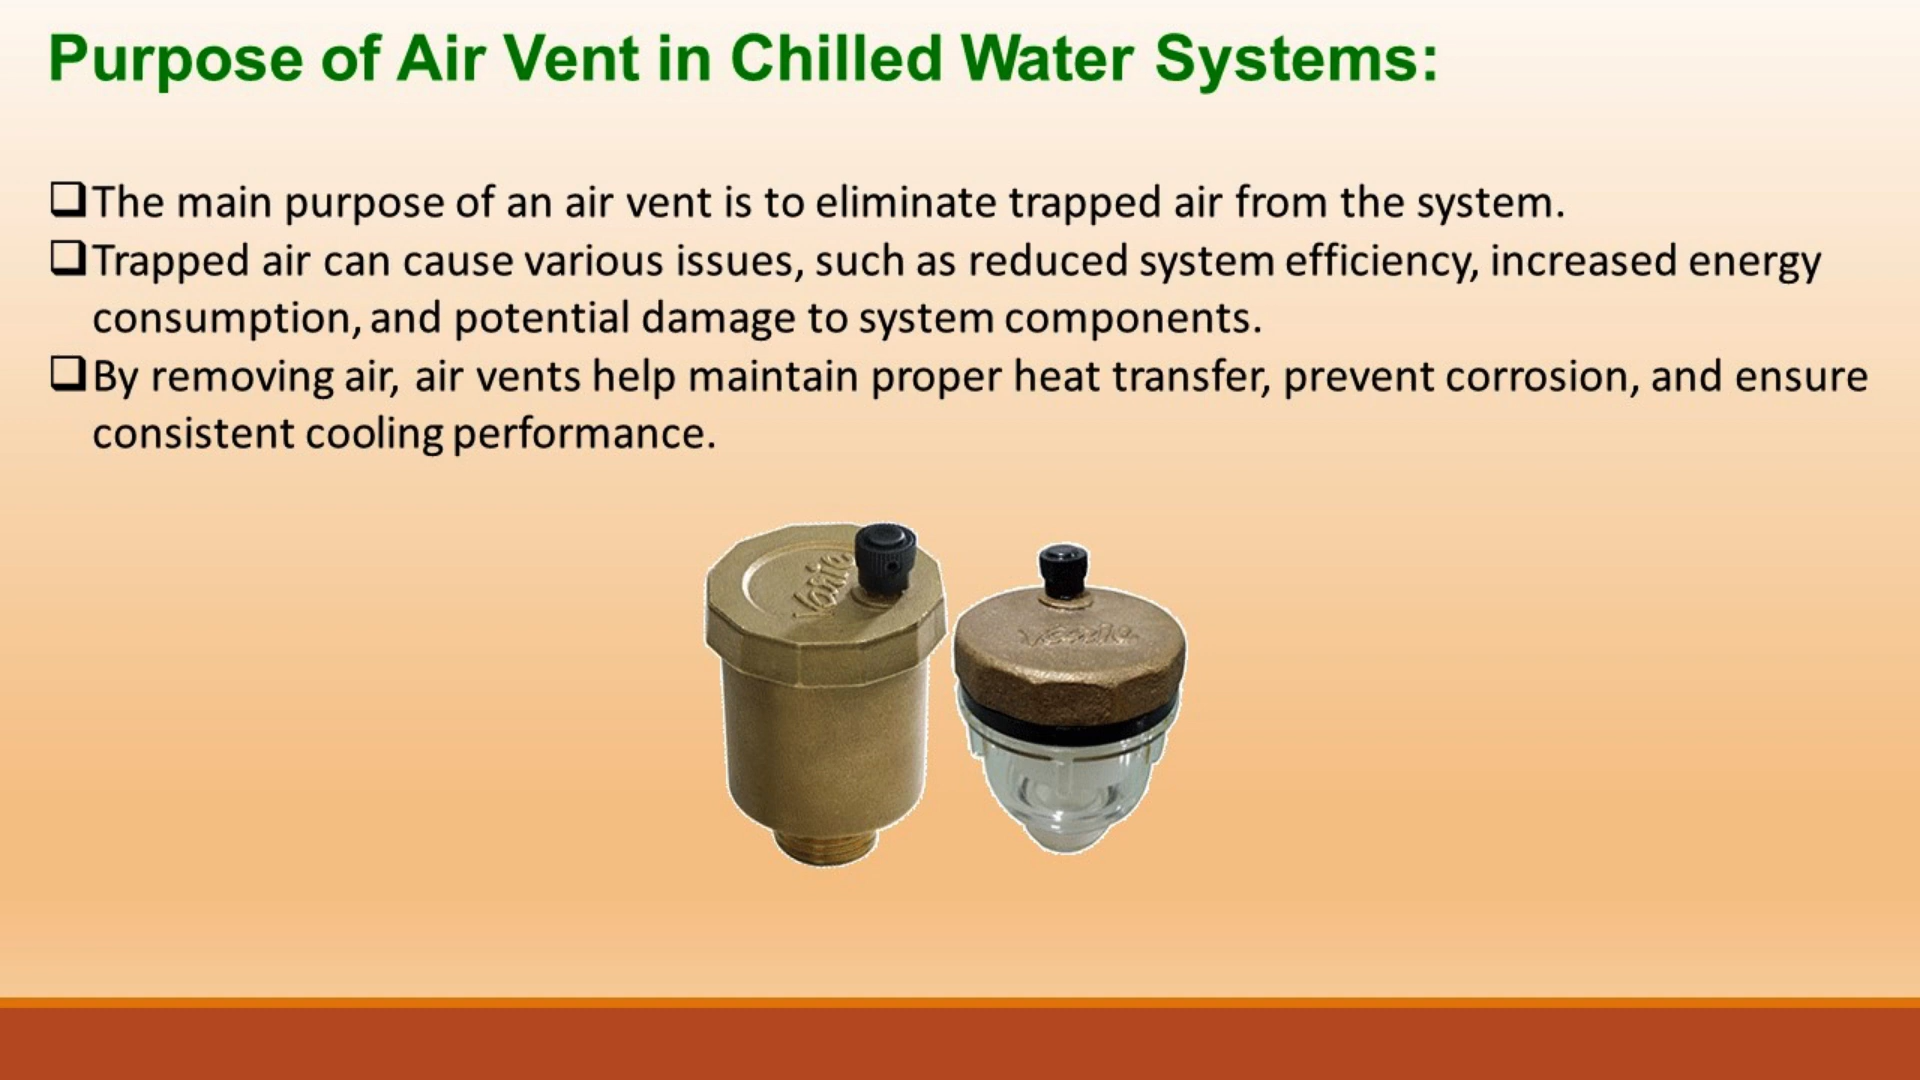 Purpose of Air Vent in Chilled Water Systems:
❑The main purpose of an air vent is to eliminate trapped air from the system.
❑Trapped air can cause various issues, such as reduced system efficiency, increased energy
consumption, and potential damage to system components.
❑By removing air, air vents help maintain proper heat transfer, prevent corrosion, and ensure
consistent cooling performance.